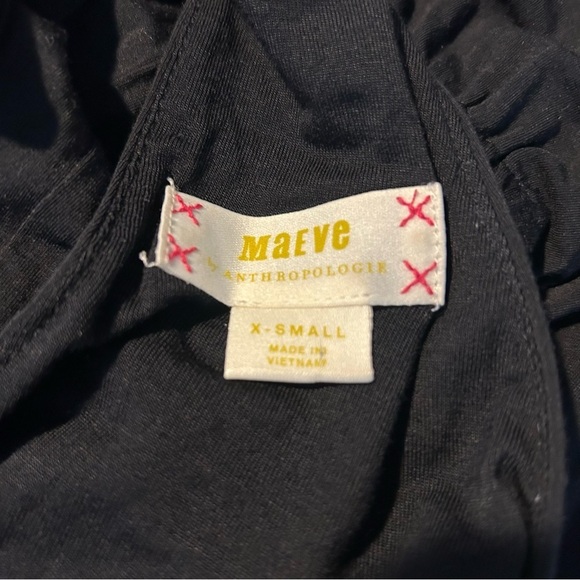 MaEve
by ANTHROPOLOGIE
X-SMALL
MADE IN
VIETNAM